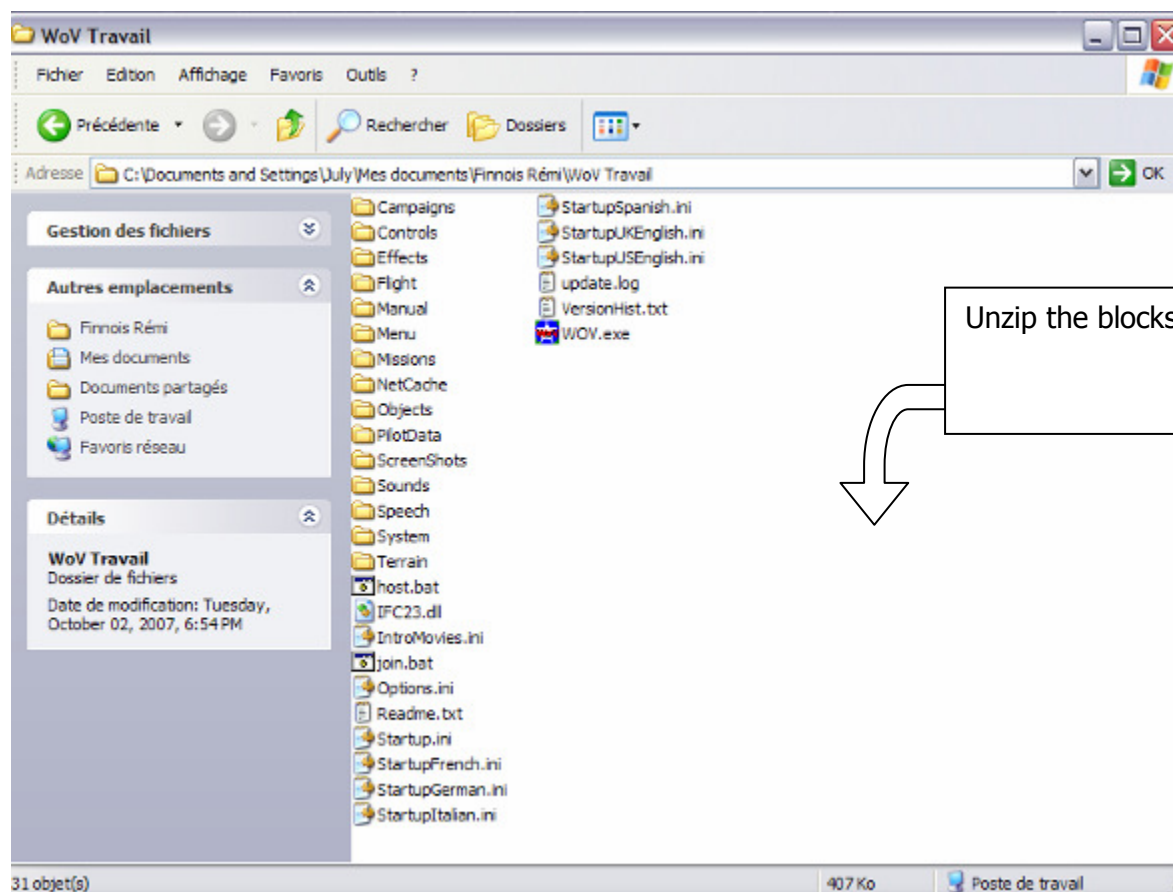 WoV Travail
Fichier Edition Affichage Favoris Outils ?
Précédente Rechercher Dossiers
Adresse C:\Documents and Settings\July\Mes documents\Finnois Rémi\WoV Travail OK
Gestion des fichiers
Autres emplacements
Finnois Rémi
Mes documents
Documents partagés
Poste de travail
Favoris réseau
Détails
WoV Travail
Dossier de fichiers
Date de modification: Tuesday,
October 02, 2007, 6:54 PM
Campaigns
Controls
Effects
Flight
Manual
Menu
Missions
NetCache
Objects
PilotData
ScreenShots
Sounds
Speech
System
Terrain
host.bat
IFC23.dll
IntroMovies.ini
join.bat
Options.ini
Readme.txt
Startup.ini
StartupFrench.ini
StartupGerman.ini
StartupItalian.ini
StartupSpanish.ini
StartupUKEnglish.ini
StartupUSEnglish.ini
update.log
VersionHist.txt
WOV.exe
Unzip the blocks
31 objet(s) 407 Ko Poste de travail